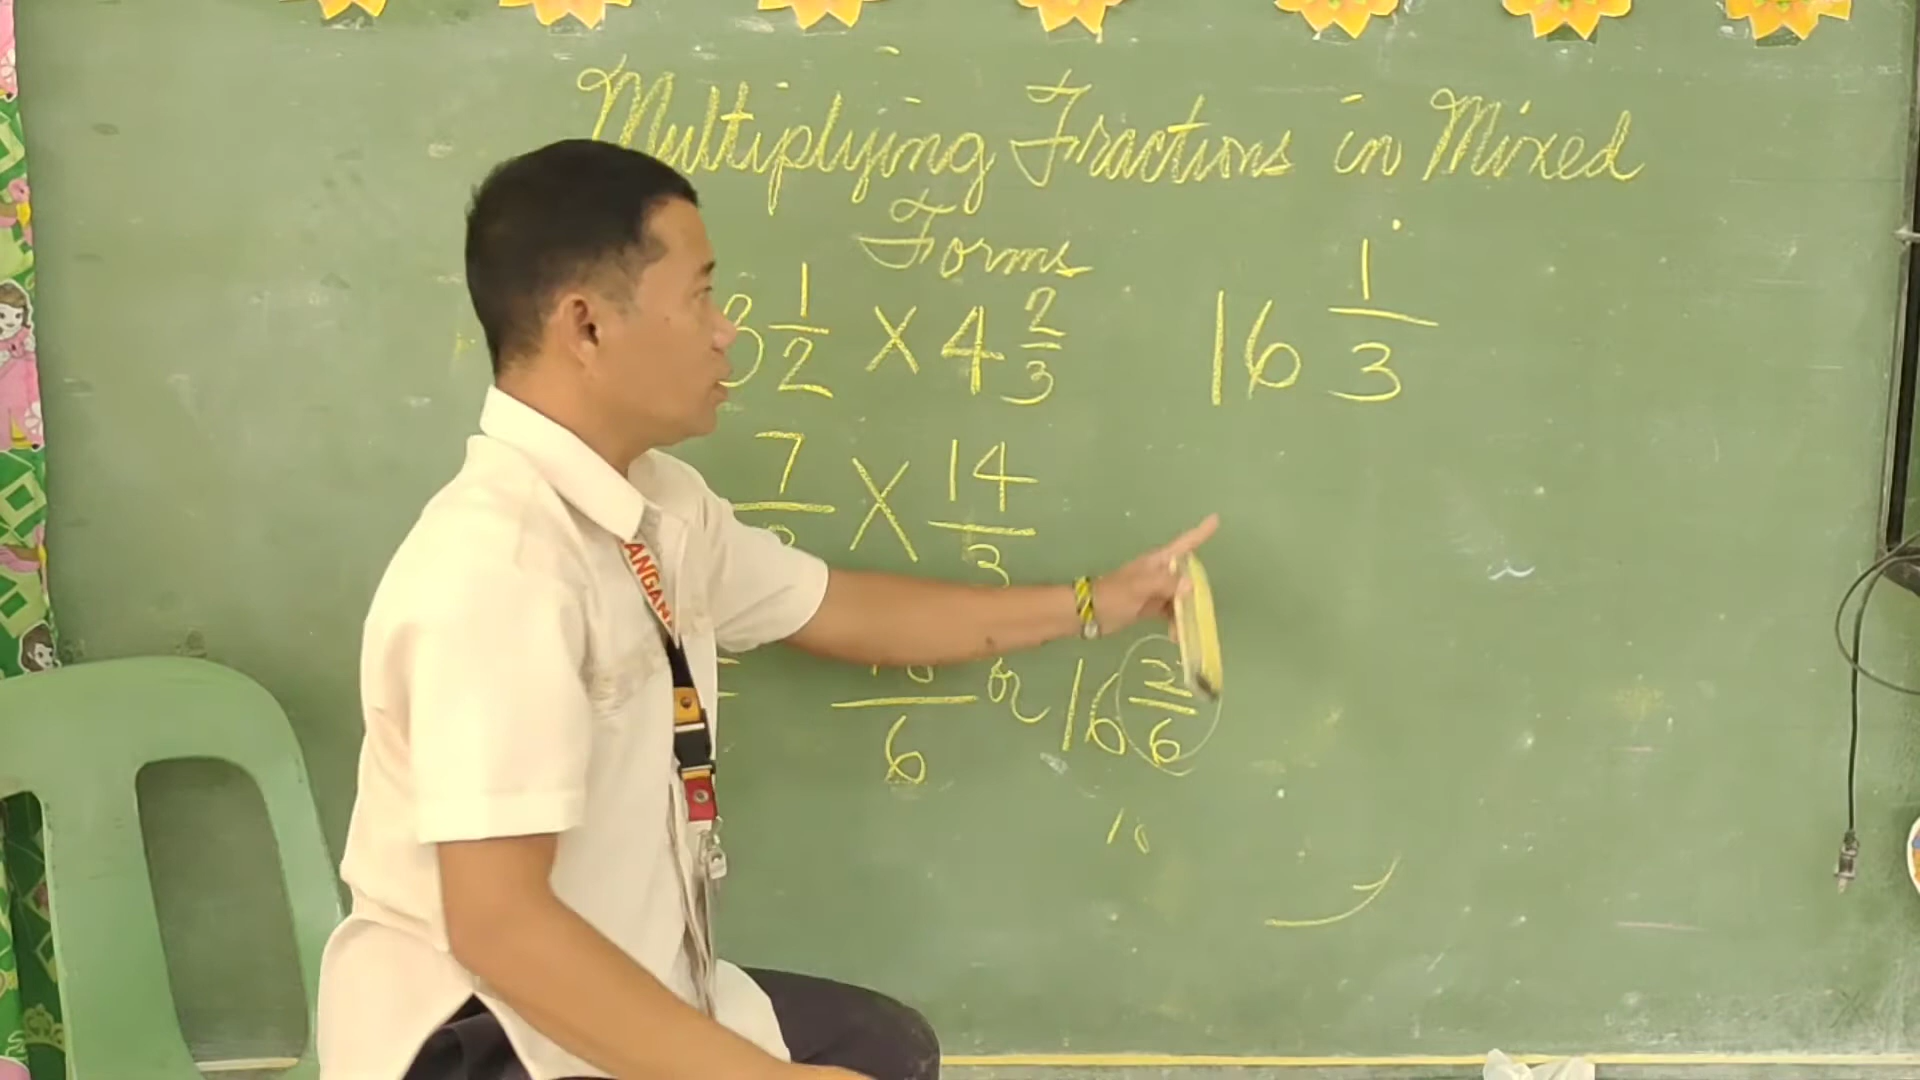 Multiplying Fractions in Mixed
Forms
3 1/2 X 4 2/3
16 1/3
7 X 14/3
6 or 16 2/6